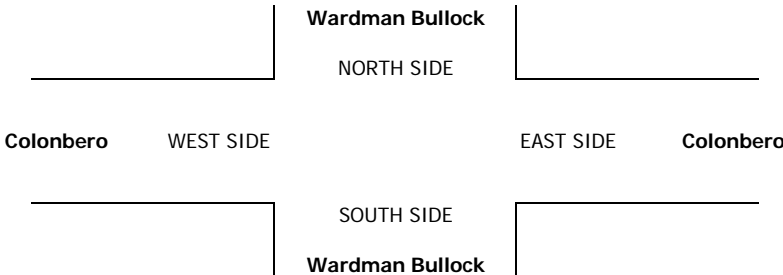 Wardman Bullock
NORTH SIDE
Colonbero WEST SIDE EAST SIDE Colonbero
SOUTH SIDE
Wardman Bullock